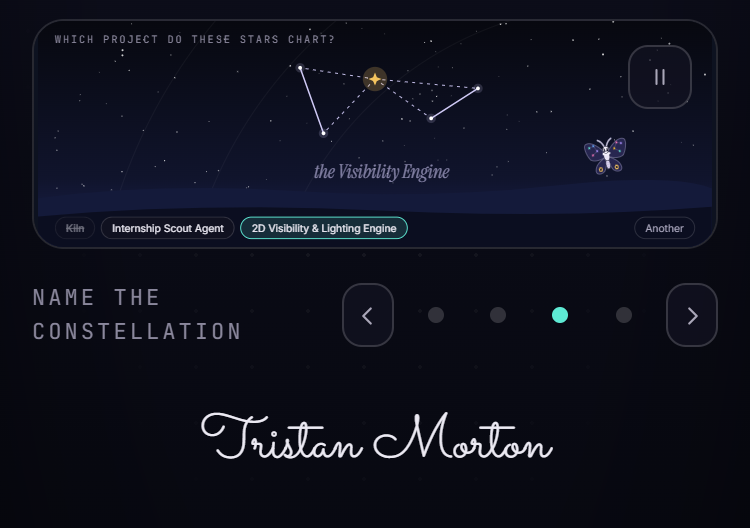 WHICH PROJECT DO THESE STARS CHART?
the Visibility Engine
Kiln Internship Scout Agent 2D Visibility & Lighting Engine Another
NAME THE
CONSTELLATION
Tristan Morton